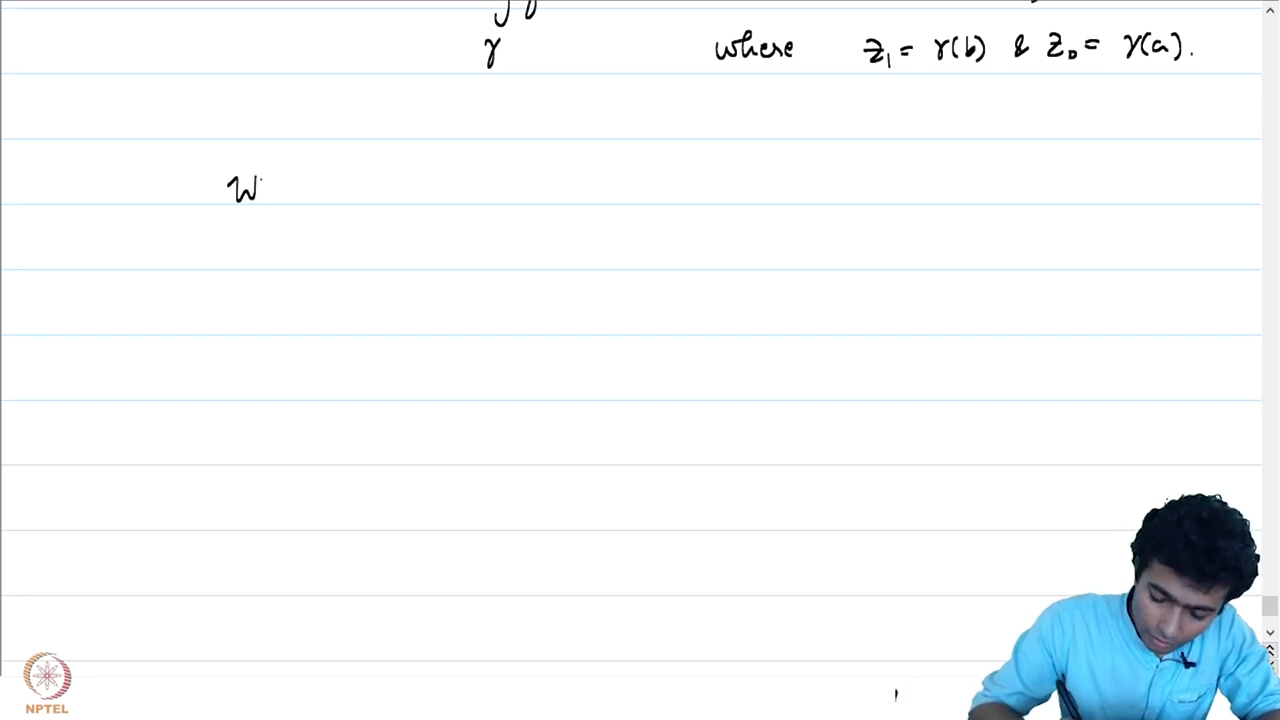 γ where z₁ = γ(b) & z₀ = γ(a).
W
NPTEL